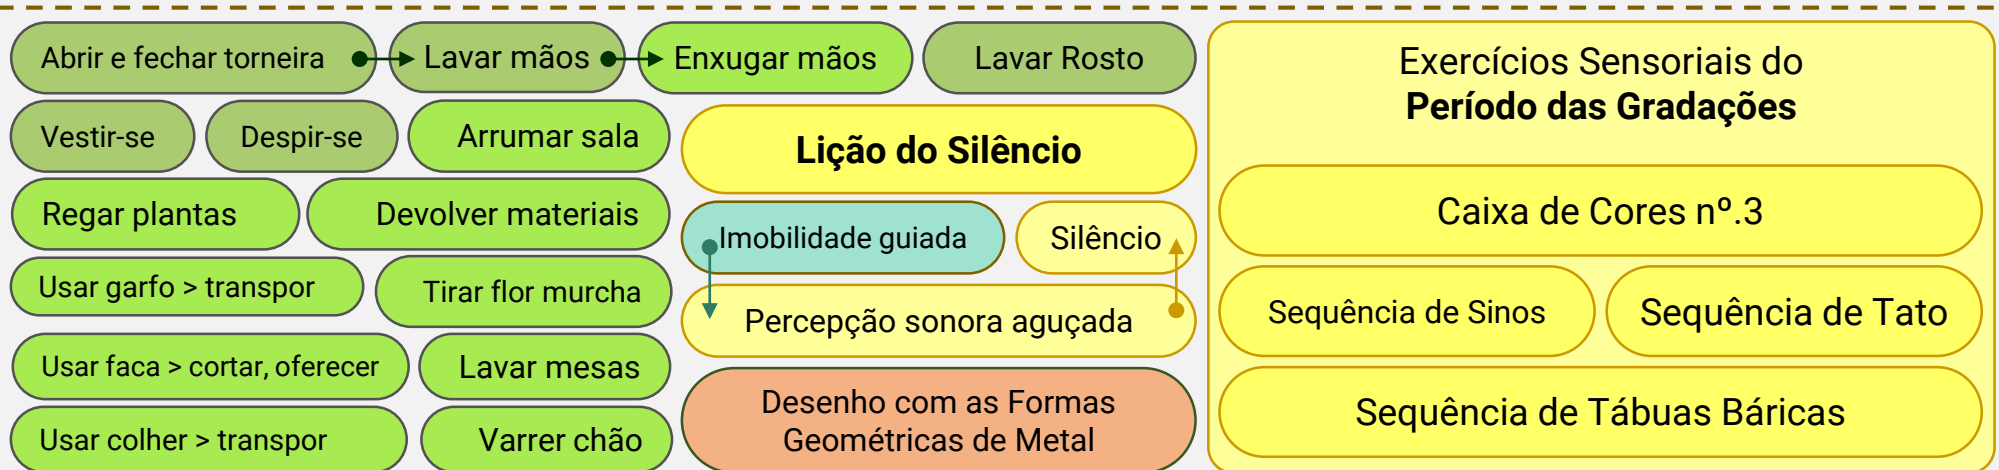 Abrir e fechar torneira
Lavar mãos
Enxugar mãos
Lavar Rosto
Vestir-se
Despir-se
Arrumar sala
Regar plantas
Devolver materiais
Usar garfo > transpor
Tirar flor murcha
Usar faca > cortar, oferecer
Lavar mesas
Usar colher > transpor
Varrer chão
Lição do Silêncio
Imobilidade guiada
Silêncio
Percepção sonora aguçada
Desenho com as Formas
Geométricas de Metal
Exercícios Sensoriais do
Período das Gradações
Caixa de Cores nº.3
Sequência de Sinos
Sequência de Tato
Sequência de Tábuas Báricas